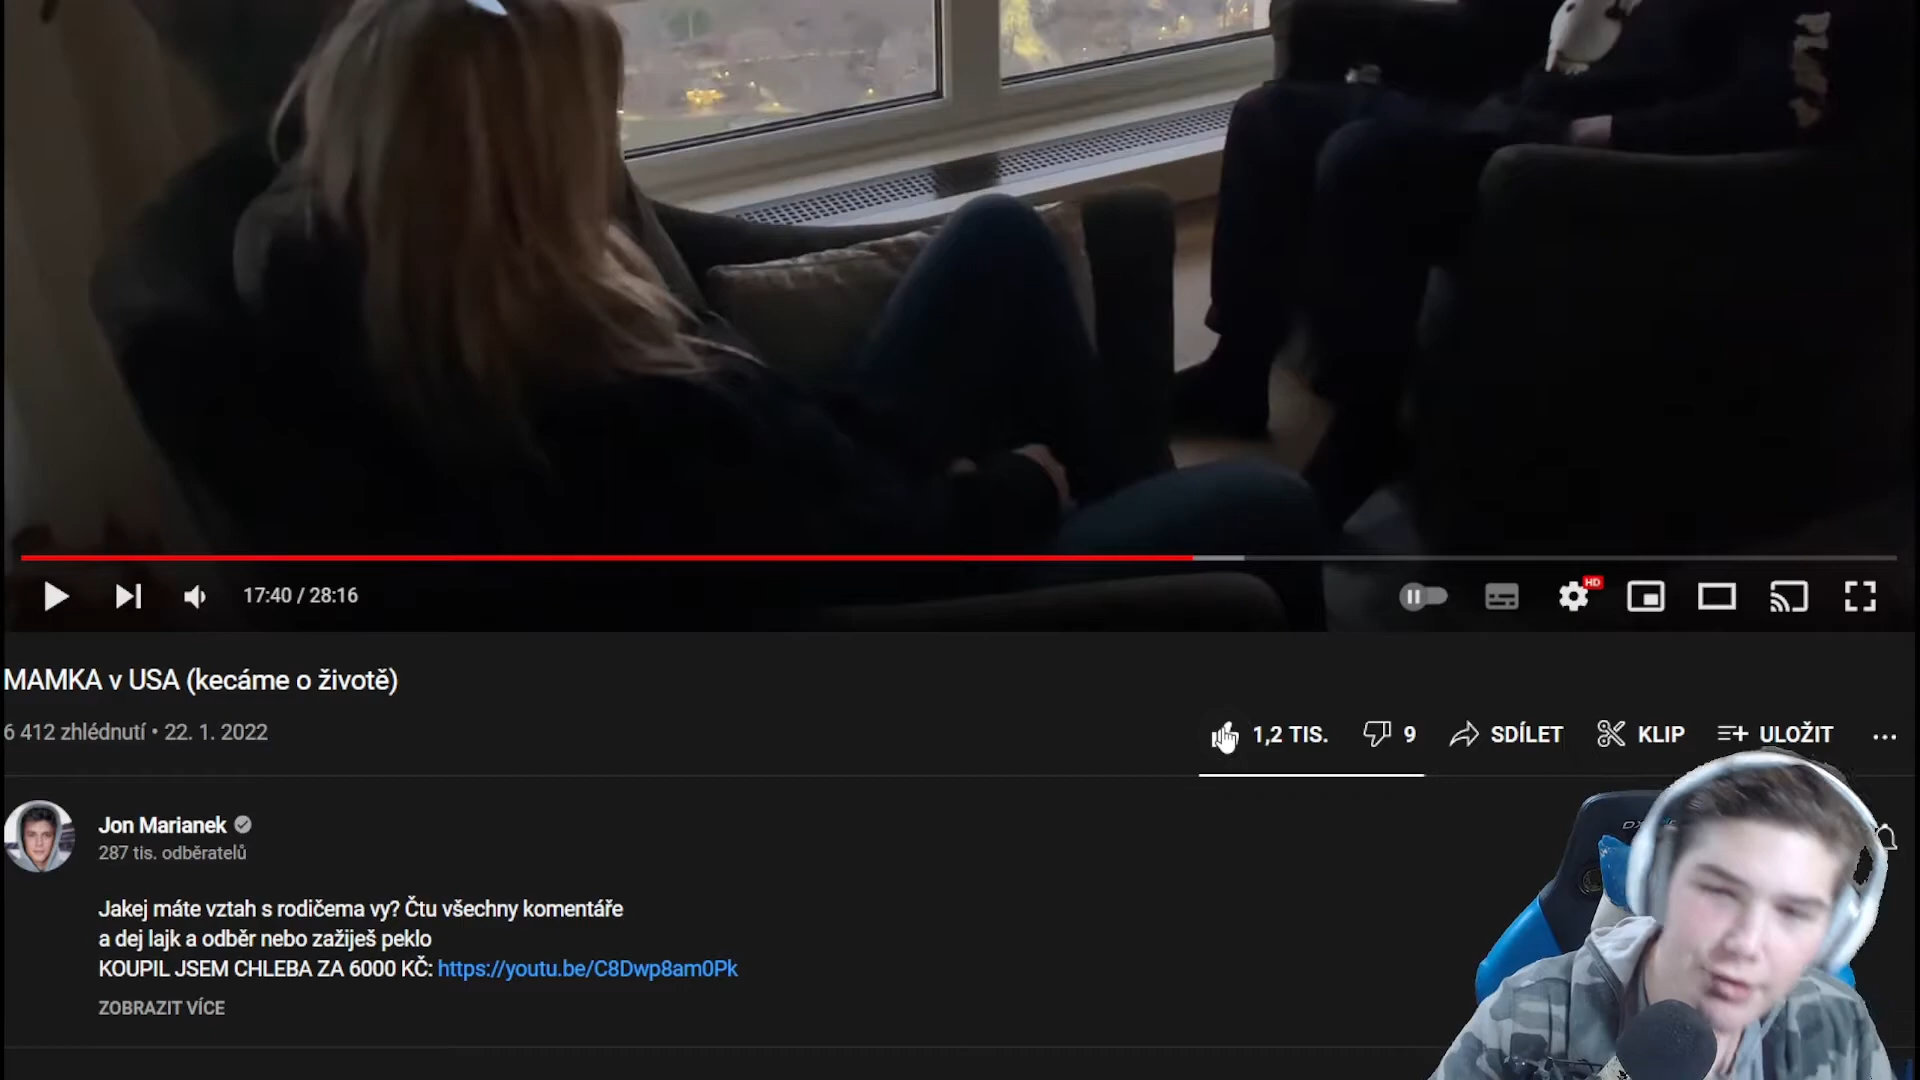 HD
17:40 / 28:16
MAMKA v USA (kecáme o životě)
6 412 zhlédnutí • 22. 1. 2022
1,2 TIS. 9 SDÍLET KLIP ULOŽIT
Jon Marianek
287 tis. odběratelů
Jakej máte vztah s rodičema vy? Čtu všechny komentáře
a dej lajk a odběr nebo zažiješ peklo
KOUPIL JSEM CHLEBA ZA 6000 KČ: https://youtu.be/C8Dwp8am0Pk
ZOBRAZIT VÍCE